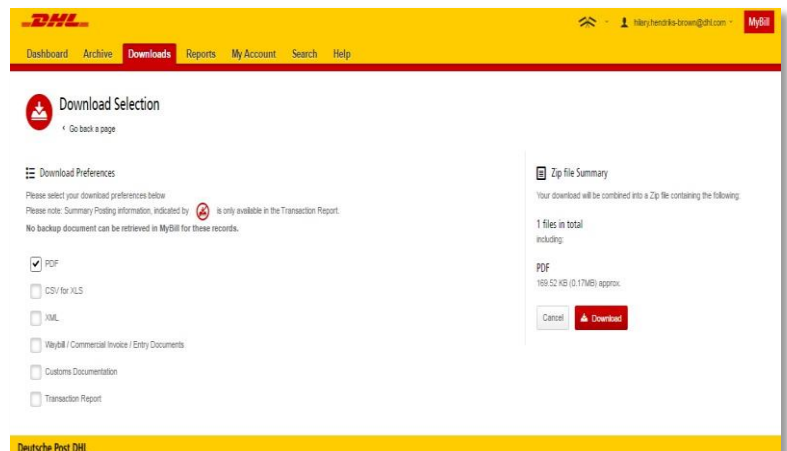 DHL
hilary.hendriks-brown@dhl.com
MyBill
Dashboard Archive Downloads Reports My Account Search Help
Download Selection
Go back a page
Download Preferences
Please select your download preferences below
Please note: Summary Posting information, indicated by is only available in the Transaction Report.
No backup document can be retrieved in MyBill for these records.
PDF
CSV for XLS
XML
Waybill / Commercial Invoice / Entry Documents
Customs Documentation
Transaction Report
Zip file Summary
Your download will be combined into a Zip file containing the following:
1 files in total
including:
PDF
169.52 KB (0.17MB) approx.
Cancel Download
Deutsche Post DHL